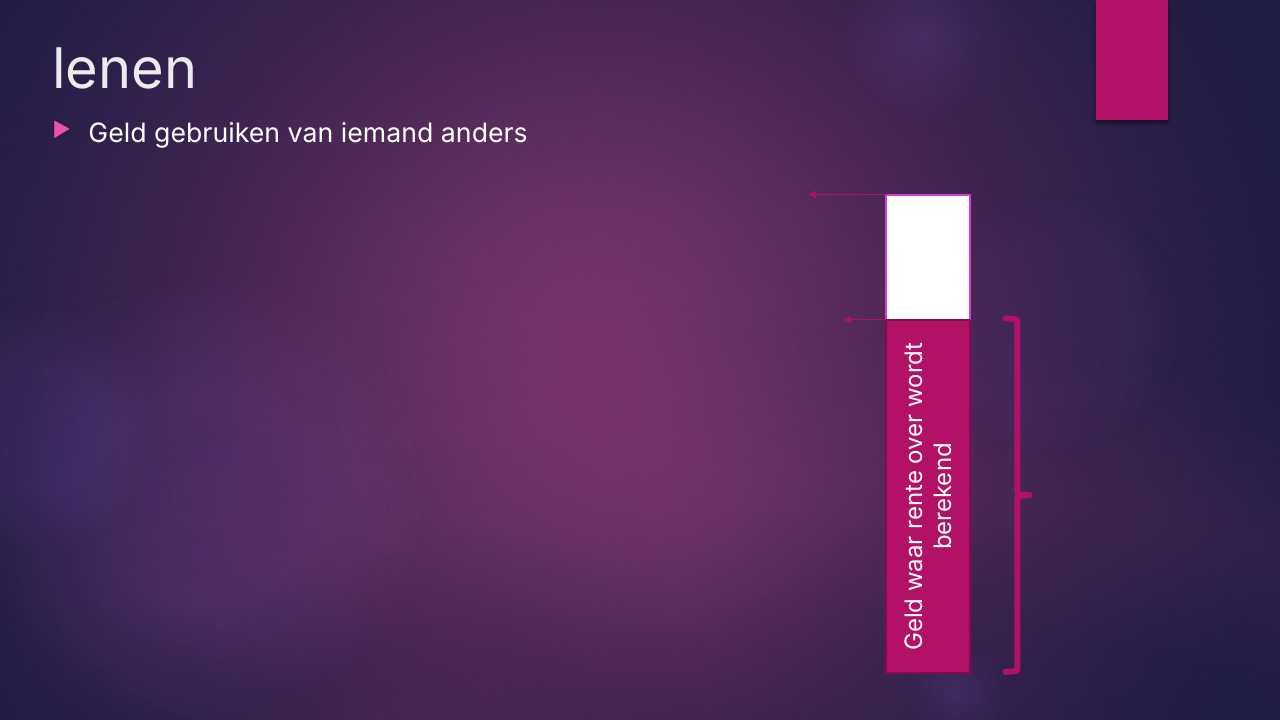 lenen
Geld gebruiken van iemand anders
Geld waar rente over wordt
berekend